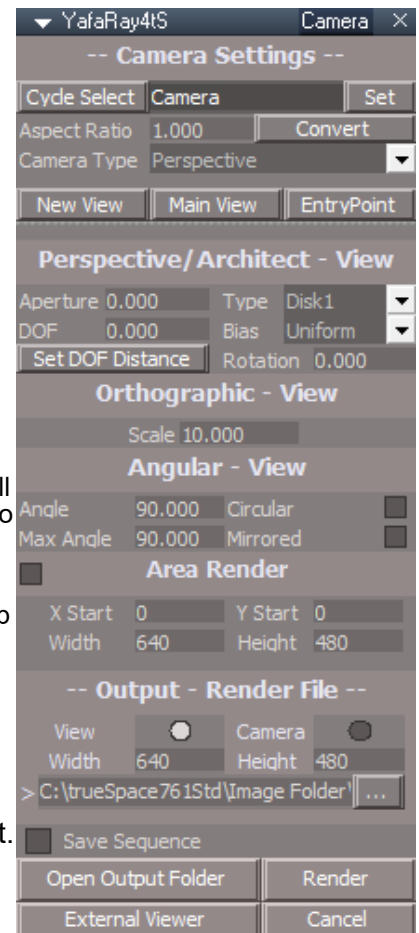 YafaRay4tS Camera ×
-- Camera Settings --
Cycle Select Camera Set
Aspect Ratio 1.000 Convert
Camera Type Perspective
New View Main View EntryPoint
Perspective/Architect - View
Aperture 0.000 Type Disk1
DOF 0.000 Bias Uniform
Set DOF Distance Rotation 0.000
Orthographic - View
Scale 10.000
Angular - View
Angle 90.000 Circular
Max Angle 90.000 Mirrored
Area Render
X Start 0 Y Start 0
Width 640 Height 480
-- Output - Render File --
View Camera
Width 640 Height 480
> C:\trueSpace761Std\Image Folder\ ...
Save Sequence
Open Output Folder Render
External Viewer Cancel